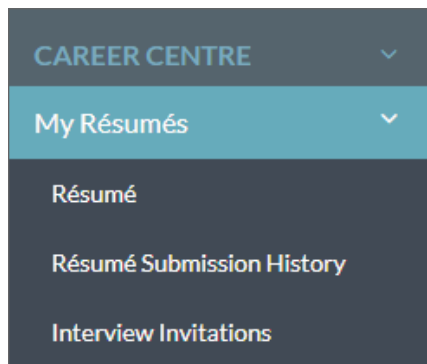 CAREER CENTRE
My Résumés
Résumé
Résumé Submission History
Interview Invitations